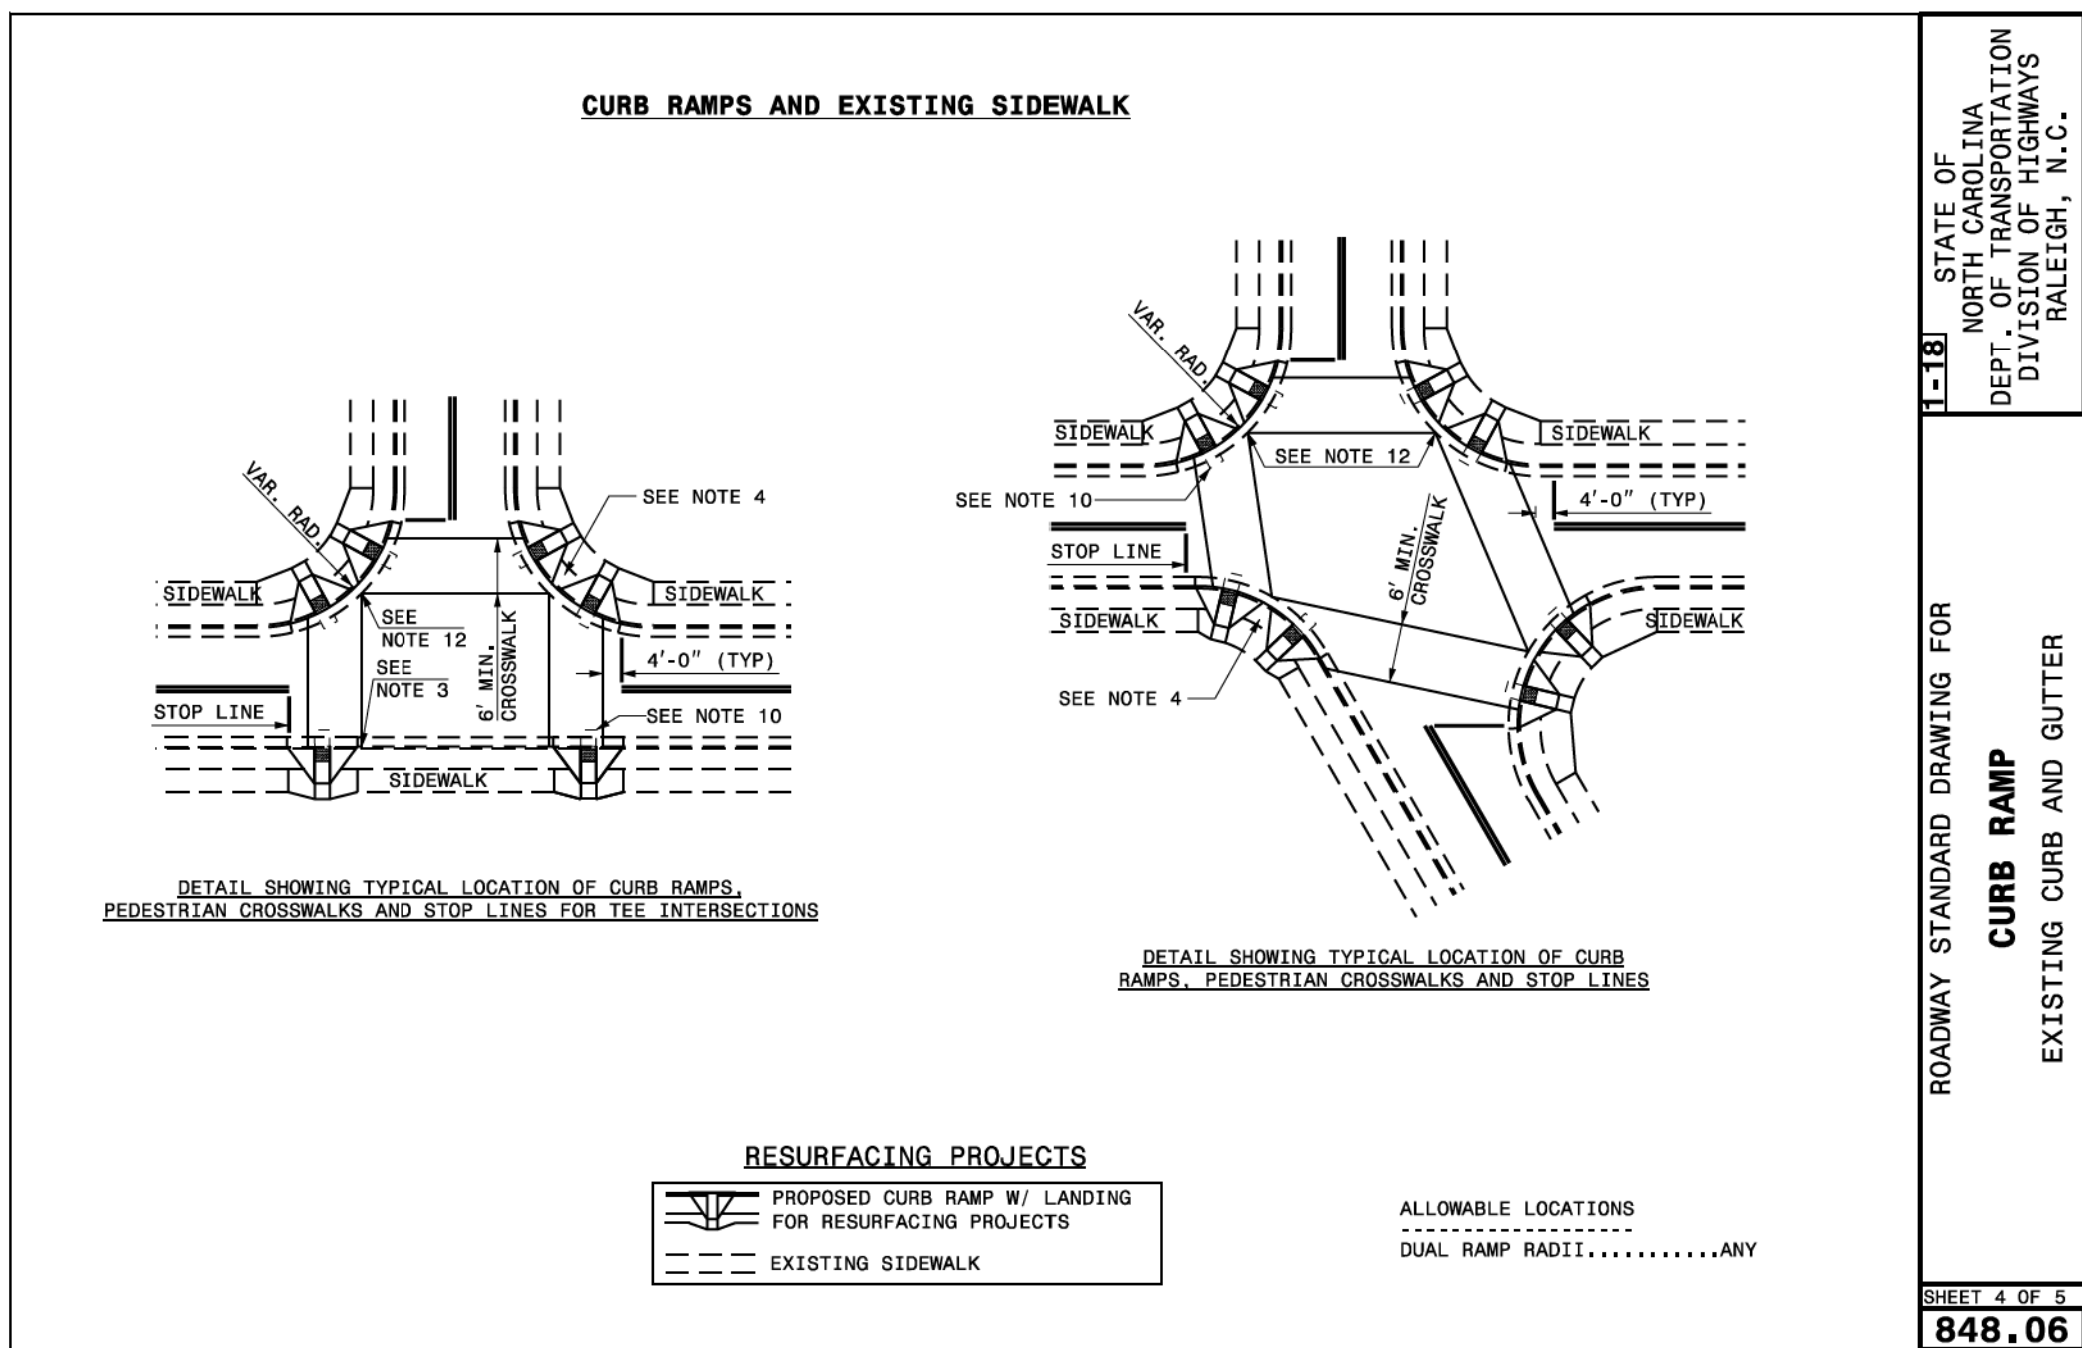 CURB RAMPS AND EXISTING SIDEWALK
VAR. RAD.
SEE NOTE 4
SIDEWALK
SIDEWALK
SEE
NOTE 12
SEE
NOTE 3
6' MIN.
CROSSWALK
4'-0" (TYP)
STOP LINE
SEE NOTE 10
SIDEWALK
DETAIL SHOWING TYPICAL LOCATION OF CURB RAMPS,
PEDESTRIAN CROSSWALKS AND STOP LINES FOR TEE INTERSECTIONS
VAR. RAD.
SIDEWALK
SIDEWALK
SEE NOTE 12
SEE NOTE 10
4'-0" (TYP)
6' MIN.
CROSSWALK
STOP LINE
SIDEWALK
SIDEWALK
SEE NOTE 4
DETAIL SHOWING TYPICAL LOCATION OF CURB
RAMPS, PEDESTRIAN CROSSWALKS AND STOP LINES
RESURFACING PROJECTS
PROPOSED CURB RAMP W/ LANDING
FOR RESURFACING PROJECTS
EXISTING SIDEWALK
ALLOWABLE LOCATIONS
-------------------
DUAL RAMP RADII...........ANY
1-18
STATE OF
NORTH CAROLINA
DEPT. OF TRANSPORTATION
DIVISION OF HIGHWAYS
RALEIGH, N.C.
ROADWAY STANDARD DRAWING FOR
CURB RAMP
EXISTING CURB AND GUTTER
SHEET 4 OF 5
848.06